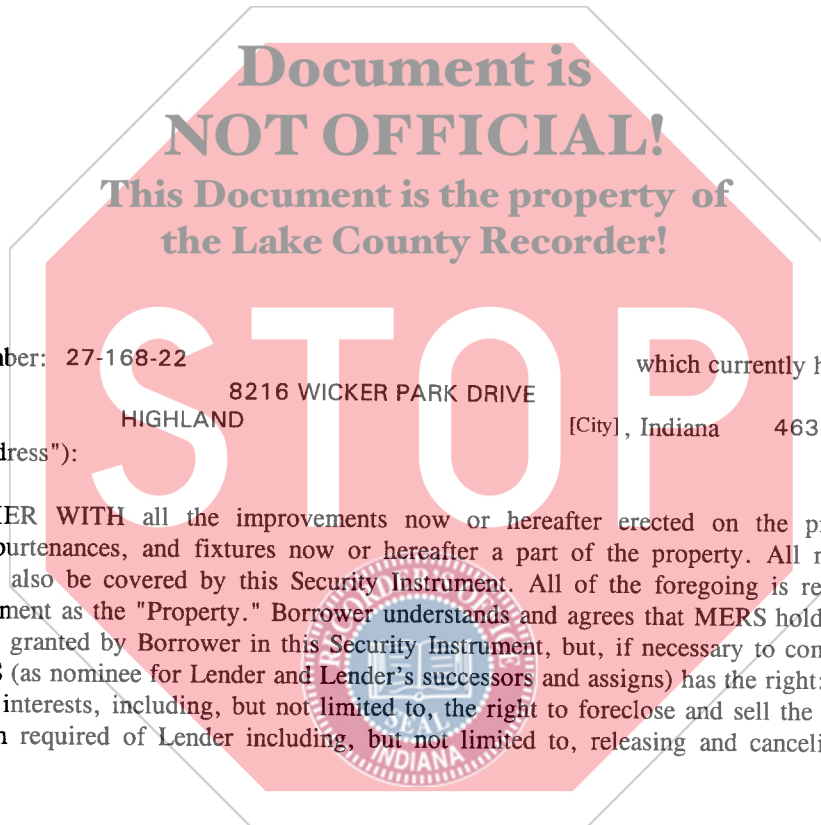 Document is
NOT OFFICIAL!
This Document is the property of
the Lake County Recorder!
STOP
ber: 27-168-22 which currently h
8216 WICKER PARK DRIVE
HIGHLAND [City], Indiana 463
dress"):
ER WITH all the improvements now or hereafter erected on the p
purtenances, and fixtures now or hereafter a part of the property. All r
also be covered by this Security Instrument. All of the foregoing is re
ment as the "Property." Borrower understands and agrees that MERS hold
granted by Borrower in this Security Instrument, but, if necessary to com
S (as nominee for Lender and Lender's successors and assigns) has the right:
interests, including, but not limited to, the right to foreclose and sell the
n required of Lender including, but not limited to, releasing and canceli
RECORDER'S OFFICE
SEAL
INDIANA